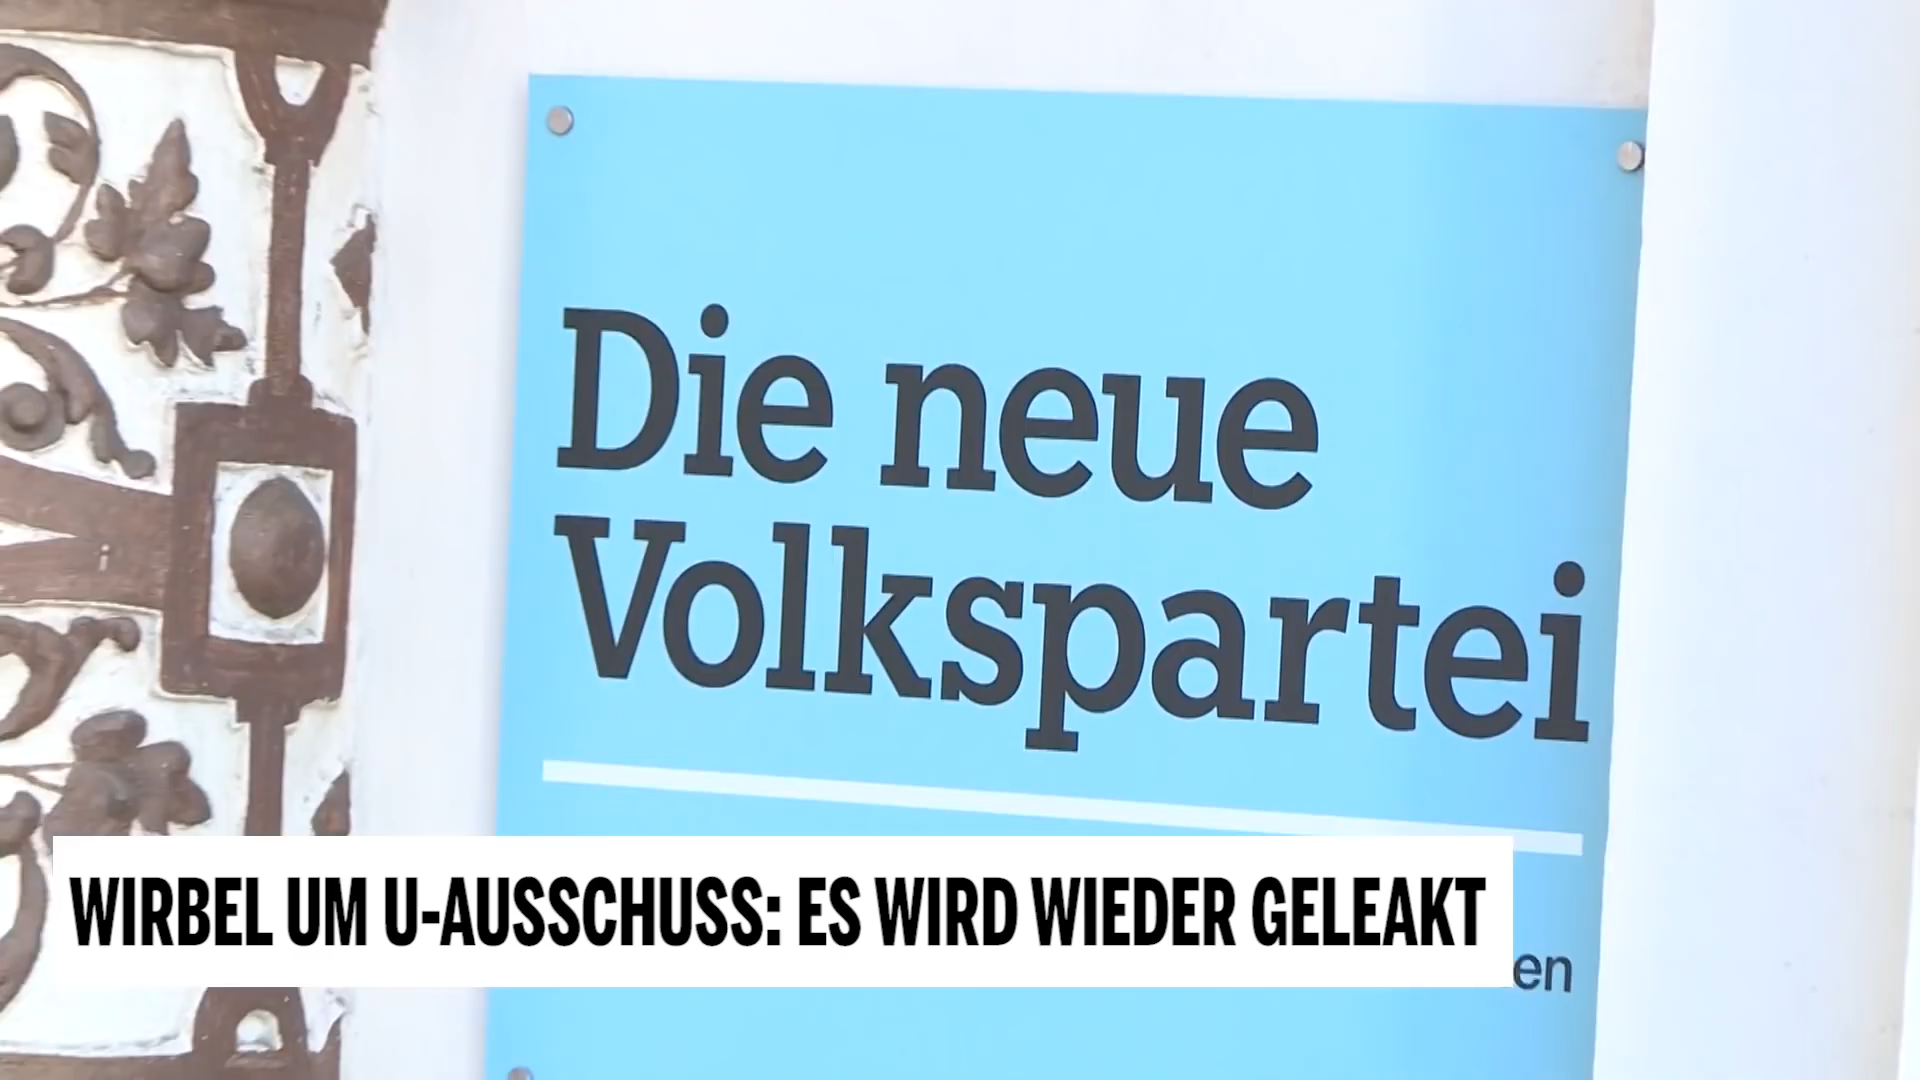 Die neue
Volkspartei
WIRBEL UM U-AUSSCHUSS: ES WIRD WIEDER GELEAKT